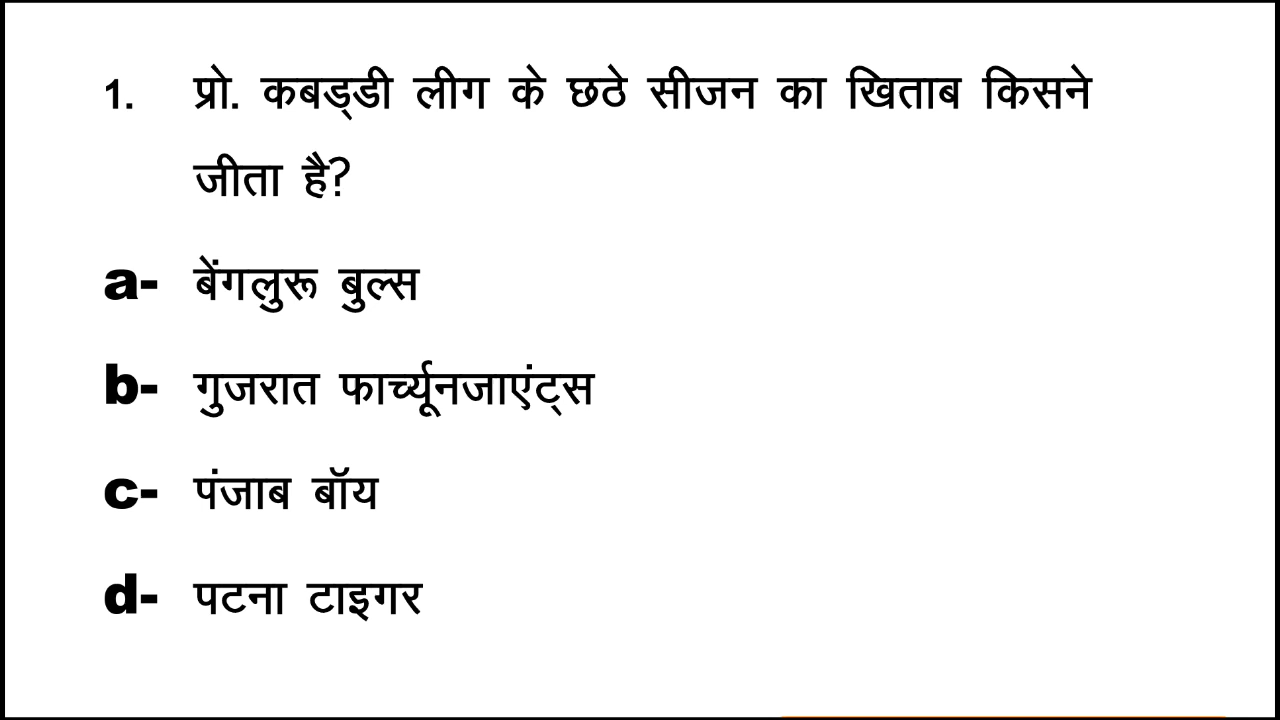 1. प्रो. कबड्डी लीग के छठे सीजन का खिताब किसने
जीता है?
a- बेंगलुरू बुल्स
b- गुजरात फार्च्यूनजाएंट्स
c- पंजाब बॉय
d- पटना टाइगर